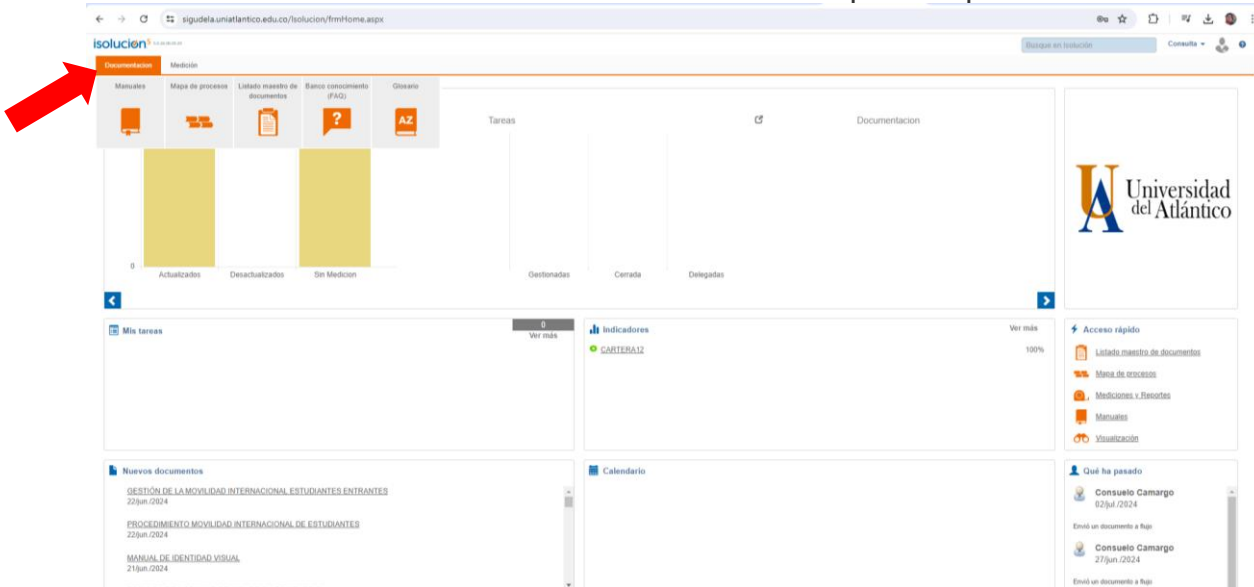 sigudela.uniatlantico.edu.co/Isolucion/frmHome.aspx
isolución
Busque en Isolución
Consulta
Documentacion
Medición
Manuales
Mapa de procesos
Listado maestro de documentos
Banco conocimiento (FAQ)
Glosario
?
AZ
Tareas
Documentacion
0
Actualizados
Desactualizados
Sin Medicion
Gestionadas
Cerrada
Delegadas
Universidad
del Atlántico
Mis tareas
0
Ver más
Indicadores
Ver más
CARTERA12
100%
Acceso rápido
Listado maestro de documentos
Mapa de procesos
Mediciones y Reportes
Manuales
Visualización
Nuevos documentos
GESTIÓN DE LA MOVILIDAD INTERNACIONAL ESTUDIANTES ENTRANTES
22/jun./2024
PROCEDIMIENTO MOVILIDAD INTERNACIONAL DE ESTUDIANTES
22/jun./2024
MANUAL DE IDENTIDAD VISUAL
21/jun./2024
Calendario
Qué ha pasado
Consuelo Camargo
02/jul./2024
Envió un documento a flujo
Consuelo Camargo
27/jun./2024
Envió un documento a flujo